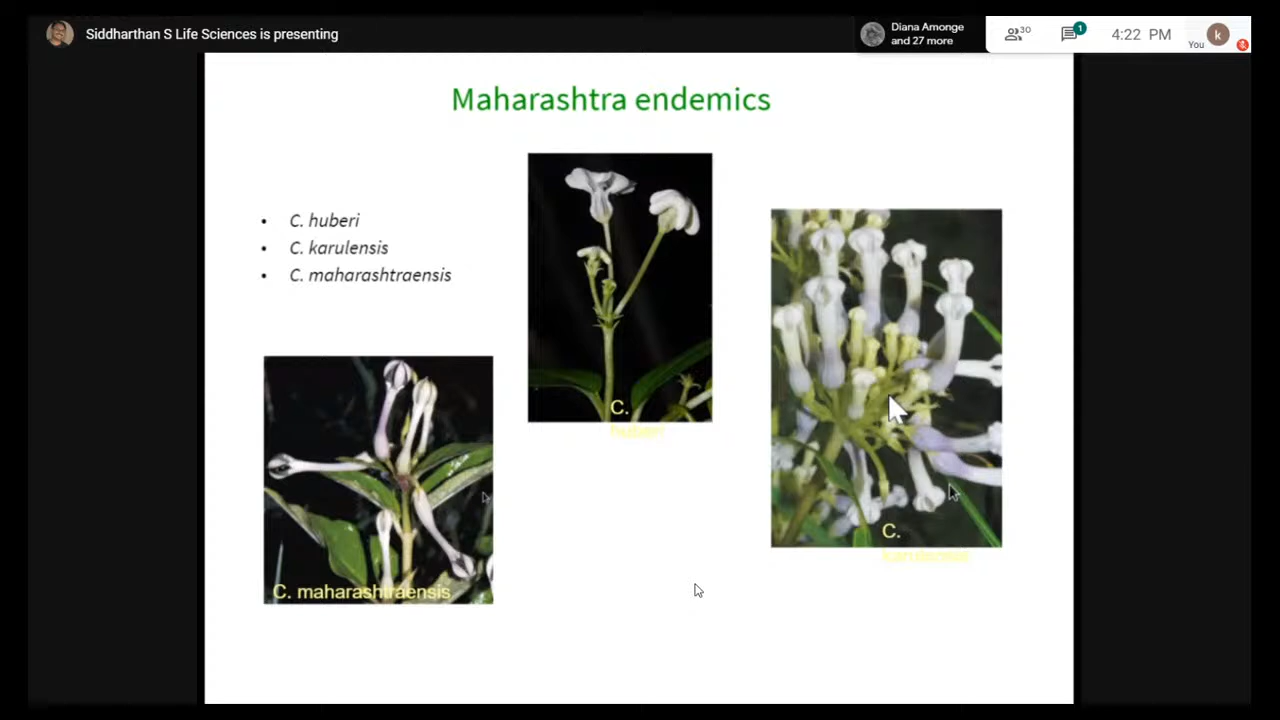 Siddharthan S Life Sciences is presenting
Diana Amonge
and 27 more
30
1
4:22 PM
You
k
Maharashtra endemics
• C. huberi
• C. karulensis
• C. maharashtraensis
C.
huberi
C.
C. maharashtraensis